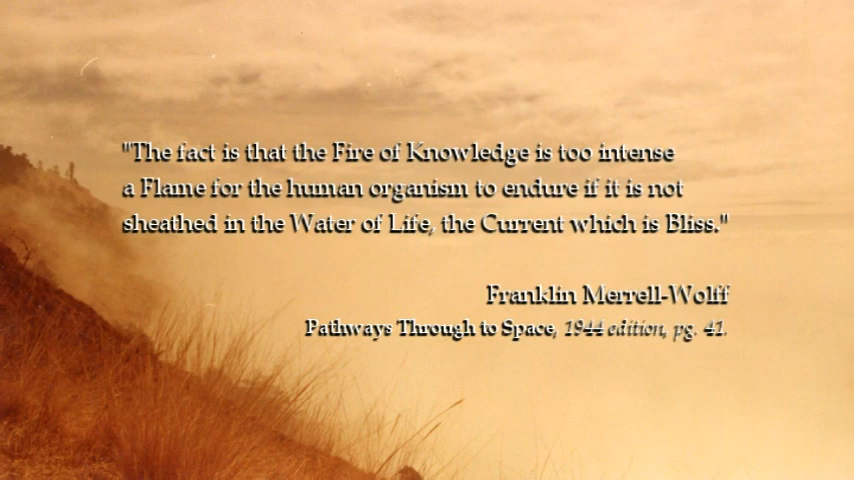 "The fact is that the Fire of Knowledge is too intense
a Flame for the human organism to endure if it is not
sheathed in the Water of Life, the Current which is Bliss."
Franklin Merrell-Wolff
Pathways Through to Space, 1944 edition, pg. 41.